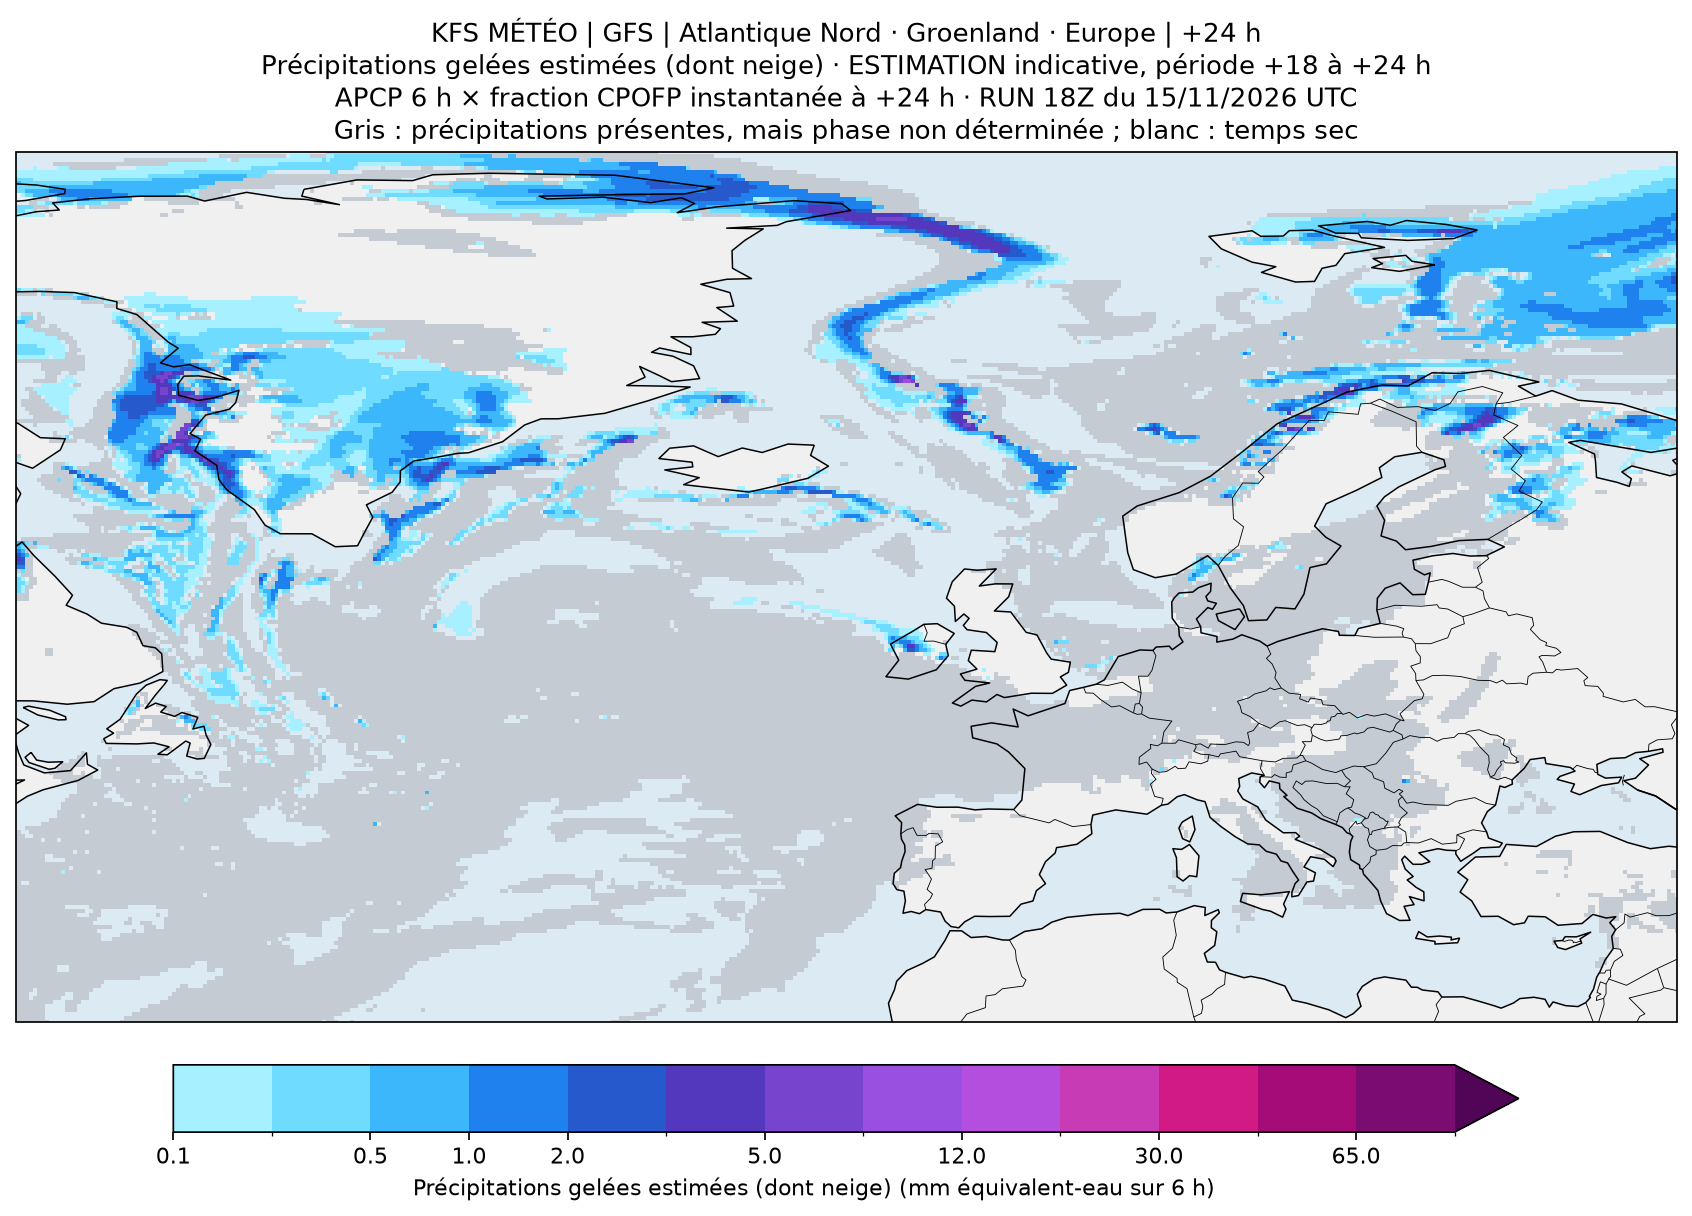 KFS MÉTÉO | GFS | Atlantique Nord · Groenland · Europe | +24 h
Précipitations gelées estimées (dont neige) · ESTIMATION indicative, période +18 à +24 h
APCP 6 h × fraction CPOFP instantanée à +24 h · RUN 18Z du 15/11/2026 UTC
Gris : précipitations présentes, mais phase non déterminée ; blanc : temps sec
0.1 0.5 1.0 2.0 5.0 12.0 30.0 65.0
Précipitations gelées estimées (dont neige) (mm équivalent-eau sur 6 h)